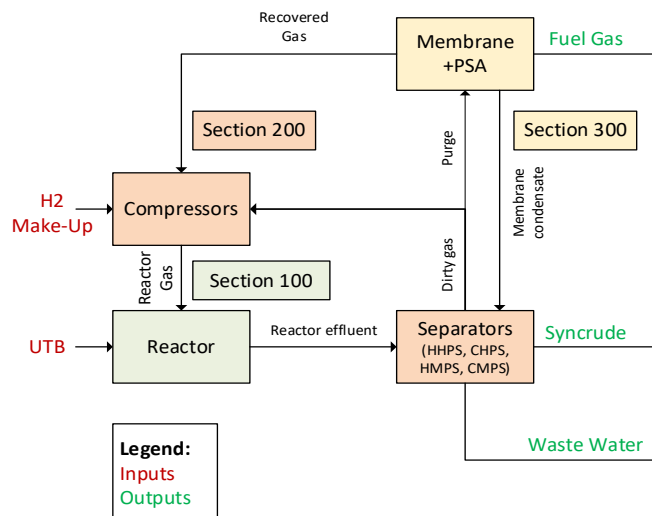 Recovered
Gas
Membrane
+PSA
Fuel Gas
Section 200
Purge
Section 300
H2
Make-Up
Compressors
Membrane
condensate
Reactor
Gas
Section 100
Dirty gas
UTB
Reactor
Reactor effluent
Separators
(HHPS, CHPS,
HMPS, CMPS)
Syncrude
Waste Water
Legend:
Inputs
Outputs